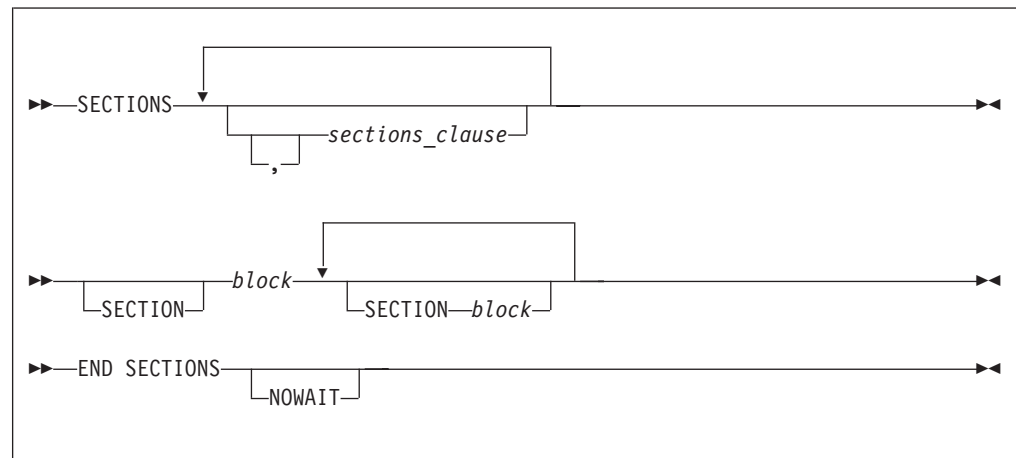 SECTIONS
sections_clause
,
block
SECTION
SECTION block
END SECTIONS
NOWAIT